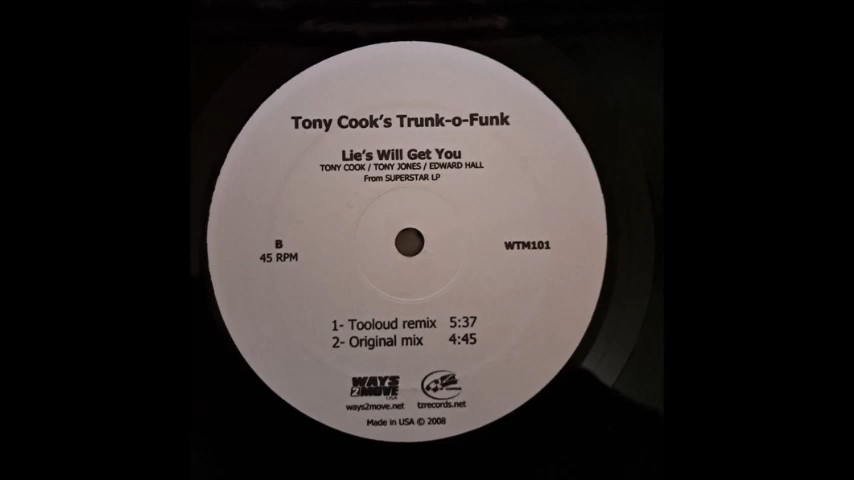 Tony Cook's Trunk-o-Funk
Lie's Will Get You
TONY COOK / TONY JONES / EDWARD HALL
From SUPERSTAR LP
B
45 RPM
WTM101
1- Tooloud remix 5:37
2- Original mix 4:45
WAYS
2MOVE
USA
ways2move.net
tzrecords.net
Made in USA © 2008